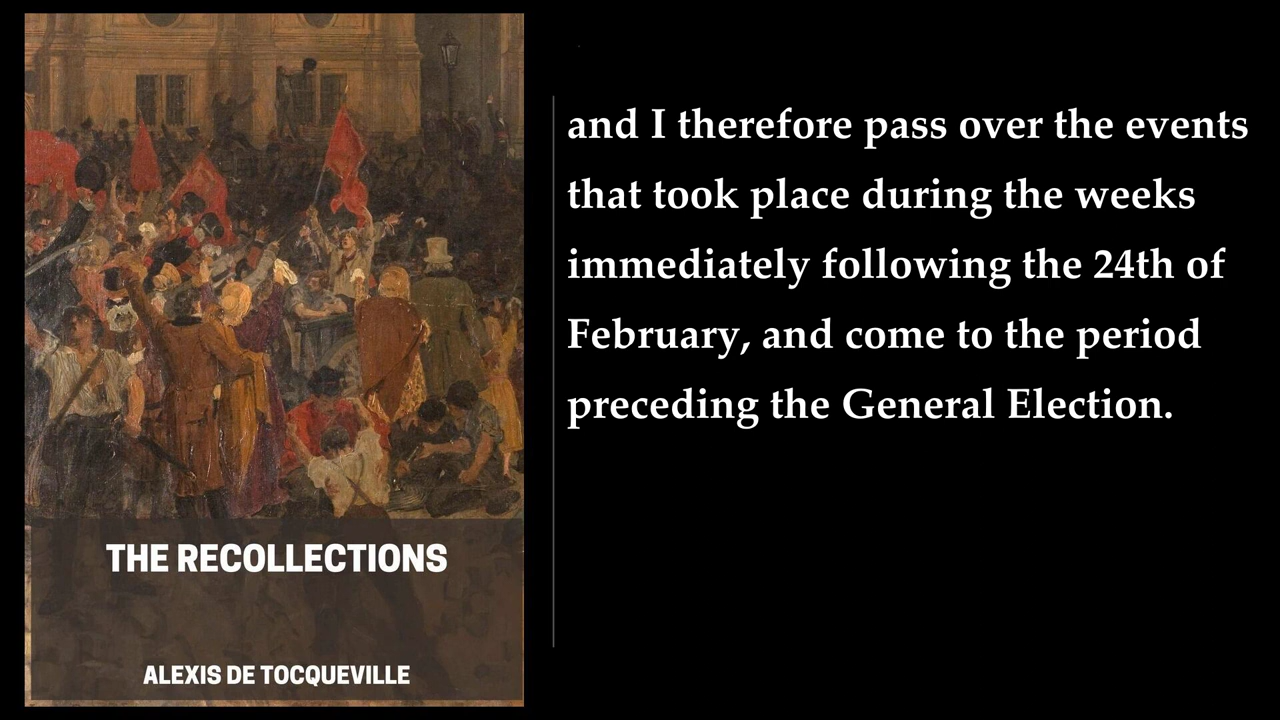 and I therefore pass over the events
that took place during the weeks
immediately following the 24th of
February, and come to the period
preceding the General Election.
THE RECOLLECTIONS
ALEXIS DE TOCQUEVILLE